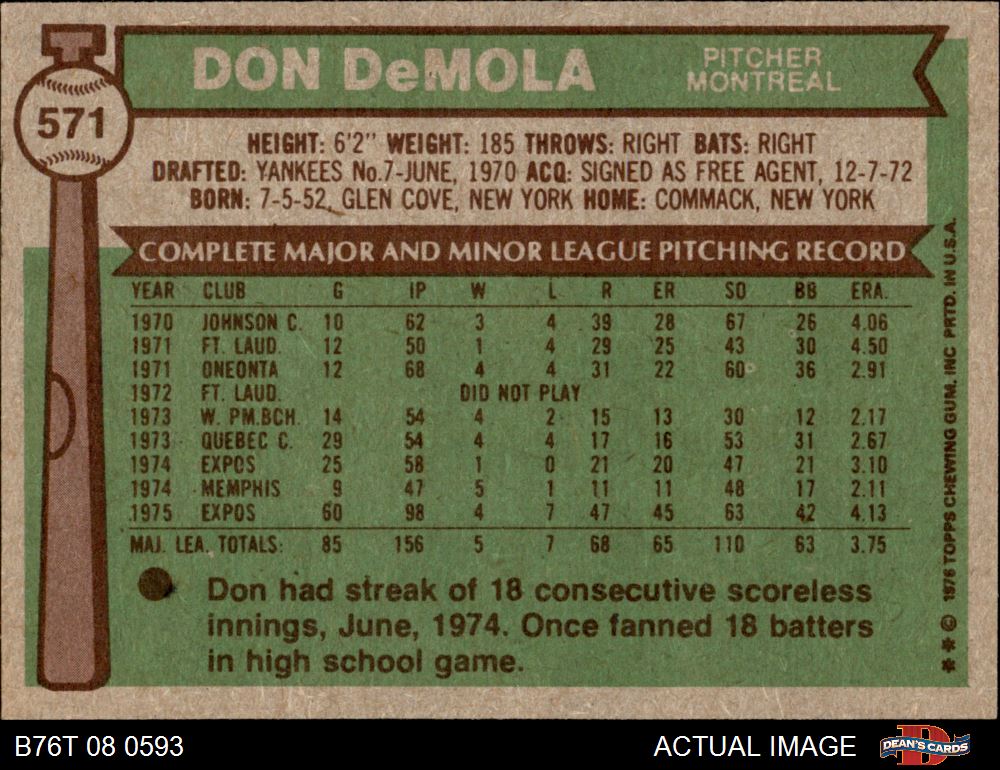 DON DeMOLA
PITCHER
MONTREAL
571
HEIGHT: 6'2" WEIGHT: 185 THROWS: RIGHT BATS: RIGHT
DRAFTED: YANKEES No.7-JUNE, 1970 ACQ: SIGNED AS FREE AGENT, 12-7-72
BORN: 7-5-52, GLEN COVE, NEW YORK HOME: COMMACK, NEW YORK
COMPLETE MAJOR AND MINOR LEAGUE PITCHING RECORD
YEAR CLUB G IP W L R ER SO BB ERA.
1970 JOHNSON C. 10 62 3 4 39 28 67 26 4.06
1971 FT. LAUD. 12 50 1 4 29 25 43 30 4.50
1971 ONEONTA 12 68 4 4 31 22 60 36 2.91
1972 FT. LAUD. DID NOT PLAY
1973 W. PM.BCH. 14 54 4 2 15 13 30 12 2.17
1973 QUEBEC C. 29 54 4 4 17 16 53 31 2.67
1974 EXPOS 25 58 1 0 21 20 47 21 3.10
1974 MEMPHIS 9 47 5 1 11 11 48 17 2.11
1975 EXPOS 60 98 4 7 47 45 63 42 4.13
MAJ. LEA. TOTALS: 85 156 5 7 68 65 110 63 3.75
Don had streak of 18 consecutive scoreless
innings, June, 1974. Once fanned 18 batters
in high school game.
** © 1976 TOPPS CHEWING GUM, INC PRTD. IN U.S.A.
B76T 08 0593
ACTUAL IMAGE
DEAN'S CARDS